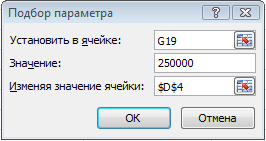 Подбор параметра
?
Установить в ячейке: G19
Значение: 250000
Изменяя значение ячейки: $D$4
ОК Отмена